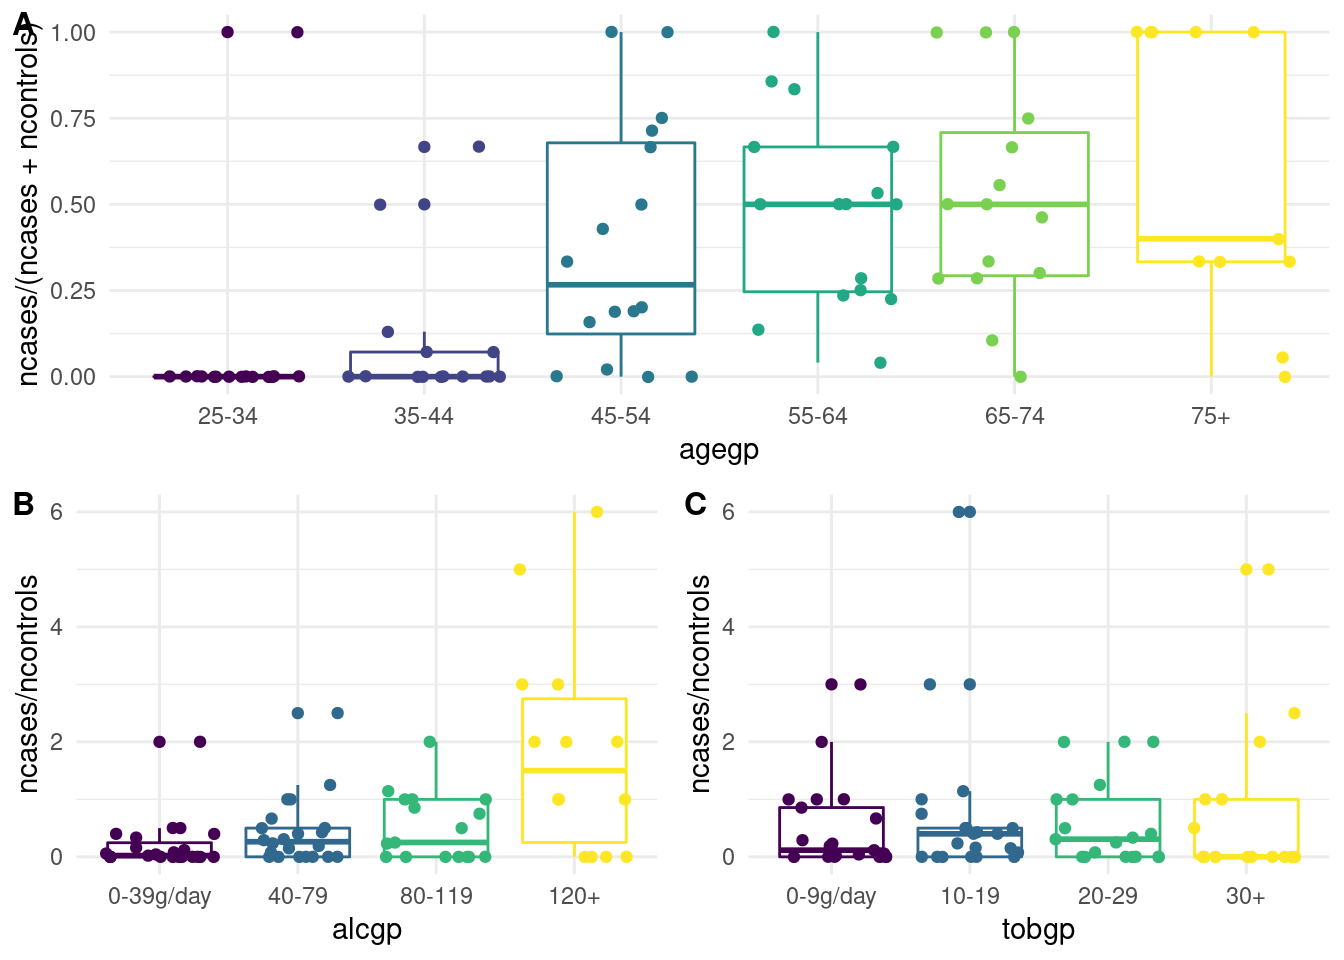 A
ncases/(ncases + ncontrols)
1.00
0.75
0.50
0.25
0.00
25-34 35-44 45-54 55-64 65-74 75+
agegp
B
ncases/ncontrols
6
4
2
0
0-39g/day 40-79 80-119 120+
alcgp
C
ncases/ncontrols
6
4
2
0
0-9g/day 10-19 20-29 30+
tobgp